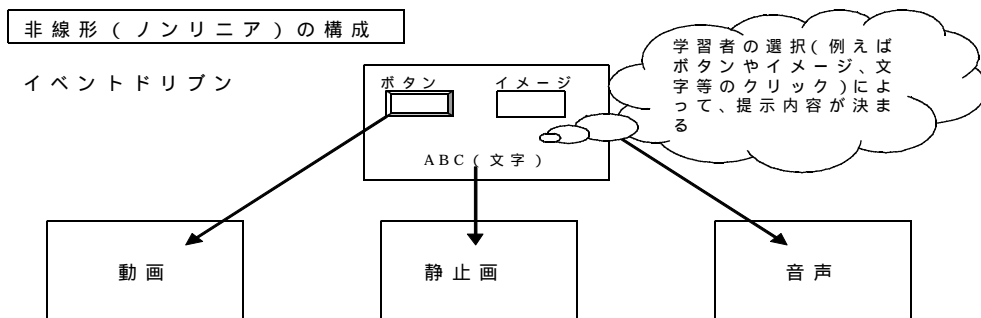 非線形(ノンリニア)の構成
イベントドリブン
ボタン
イメージ
ABC(文字)
学習者の選択(例えば
ボタンやイメージ、文
字等のクリック)によ
って、提示内容が決ま
る
動画
静止画
音声